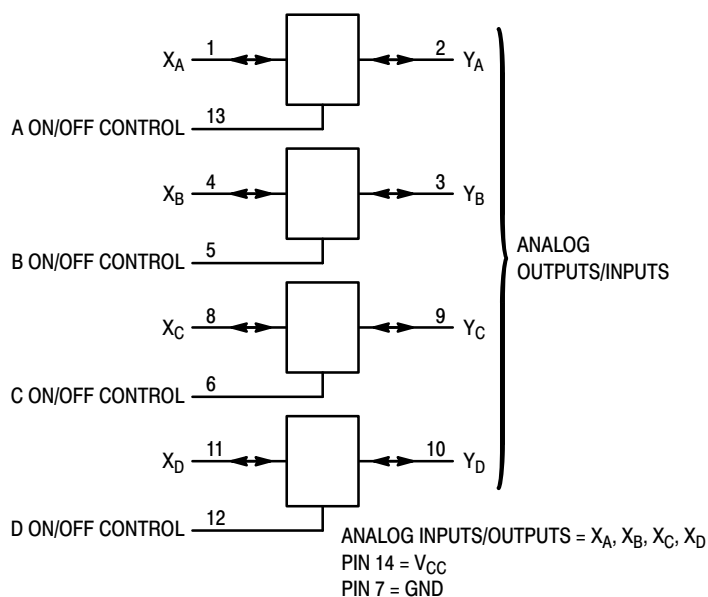 X_A 1 2 Y_A
A ON/OFF CONTROL 13
X_B 4 3 Y_B
B ON/OFF CONTROL 5
ANALOG
OUTPUTS/INPUTS
X_C 8 9 Y_C
C ON/OFF CONTROL 6
X_D 11 10 Y_D
D ON/OFF CONTROL 12
ANALOG INPUTS/OUTPUTS = X_A, X_B, X_C, X_D
PIN 14 = V_CC
PIN 7 = GND